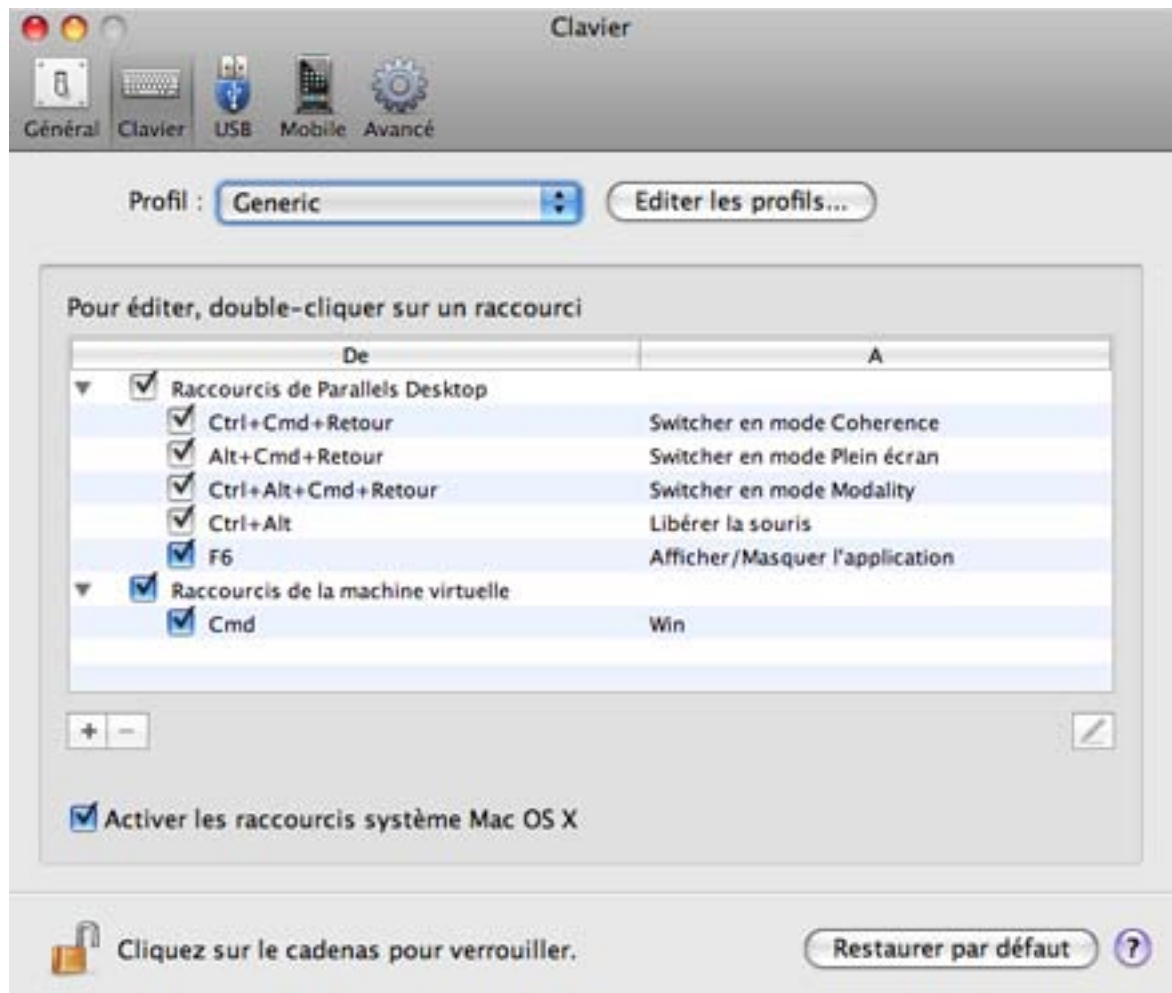 Clavier
Général Clavier USB Mobile Avancé
Profil : Generic Editer les profils...
Pour éditer, double-cliquer sur un raccourci
De A
Raccourcis de Parallels Desktop
Ctrl+Cmd+Retour Switcher en mode Coherence
Alt+Cmd+Retour Switcher en mode Plein écran
Ctrl+Alt+Cmd+Retour Switcher en mode Modality
Ctrl+Alt Libérer la souris
F6 Afficher/Masquer l'application
Raccourcis de la machine virtuelle
Cmd Win
+ -
Activer les raccourcis système Mac OS X
Cliquez sur le cadenas pour verrouiller. Restaurer par défaut ?